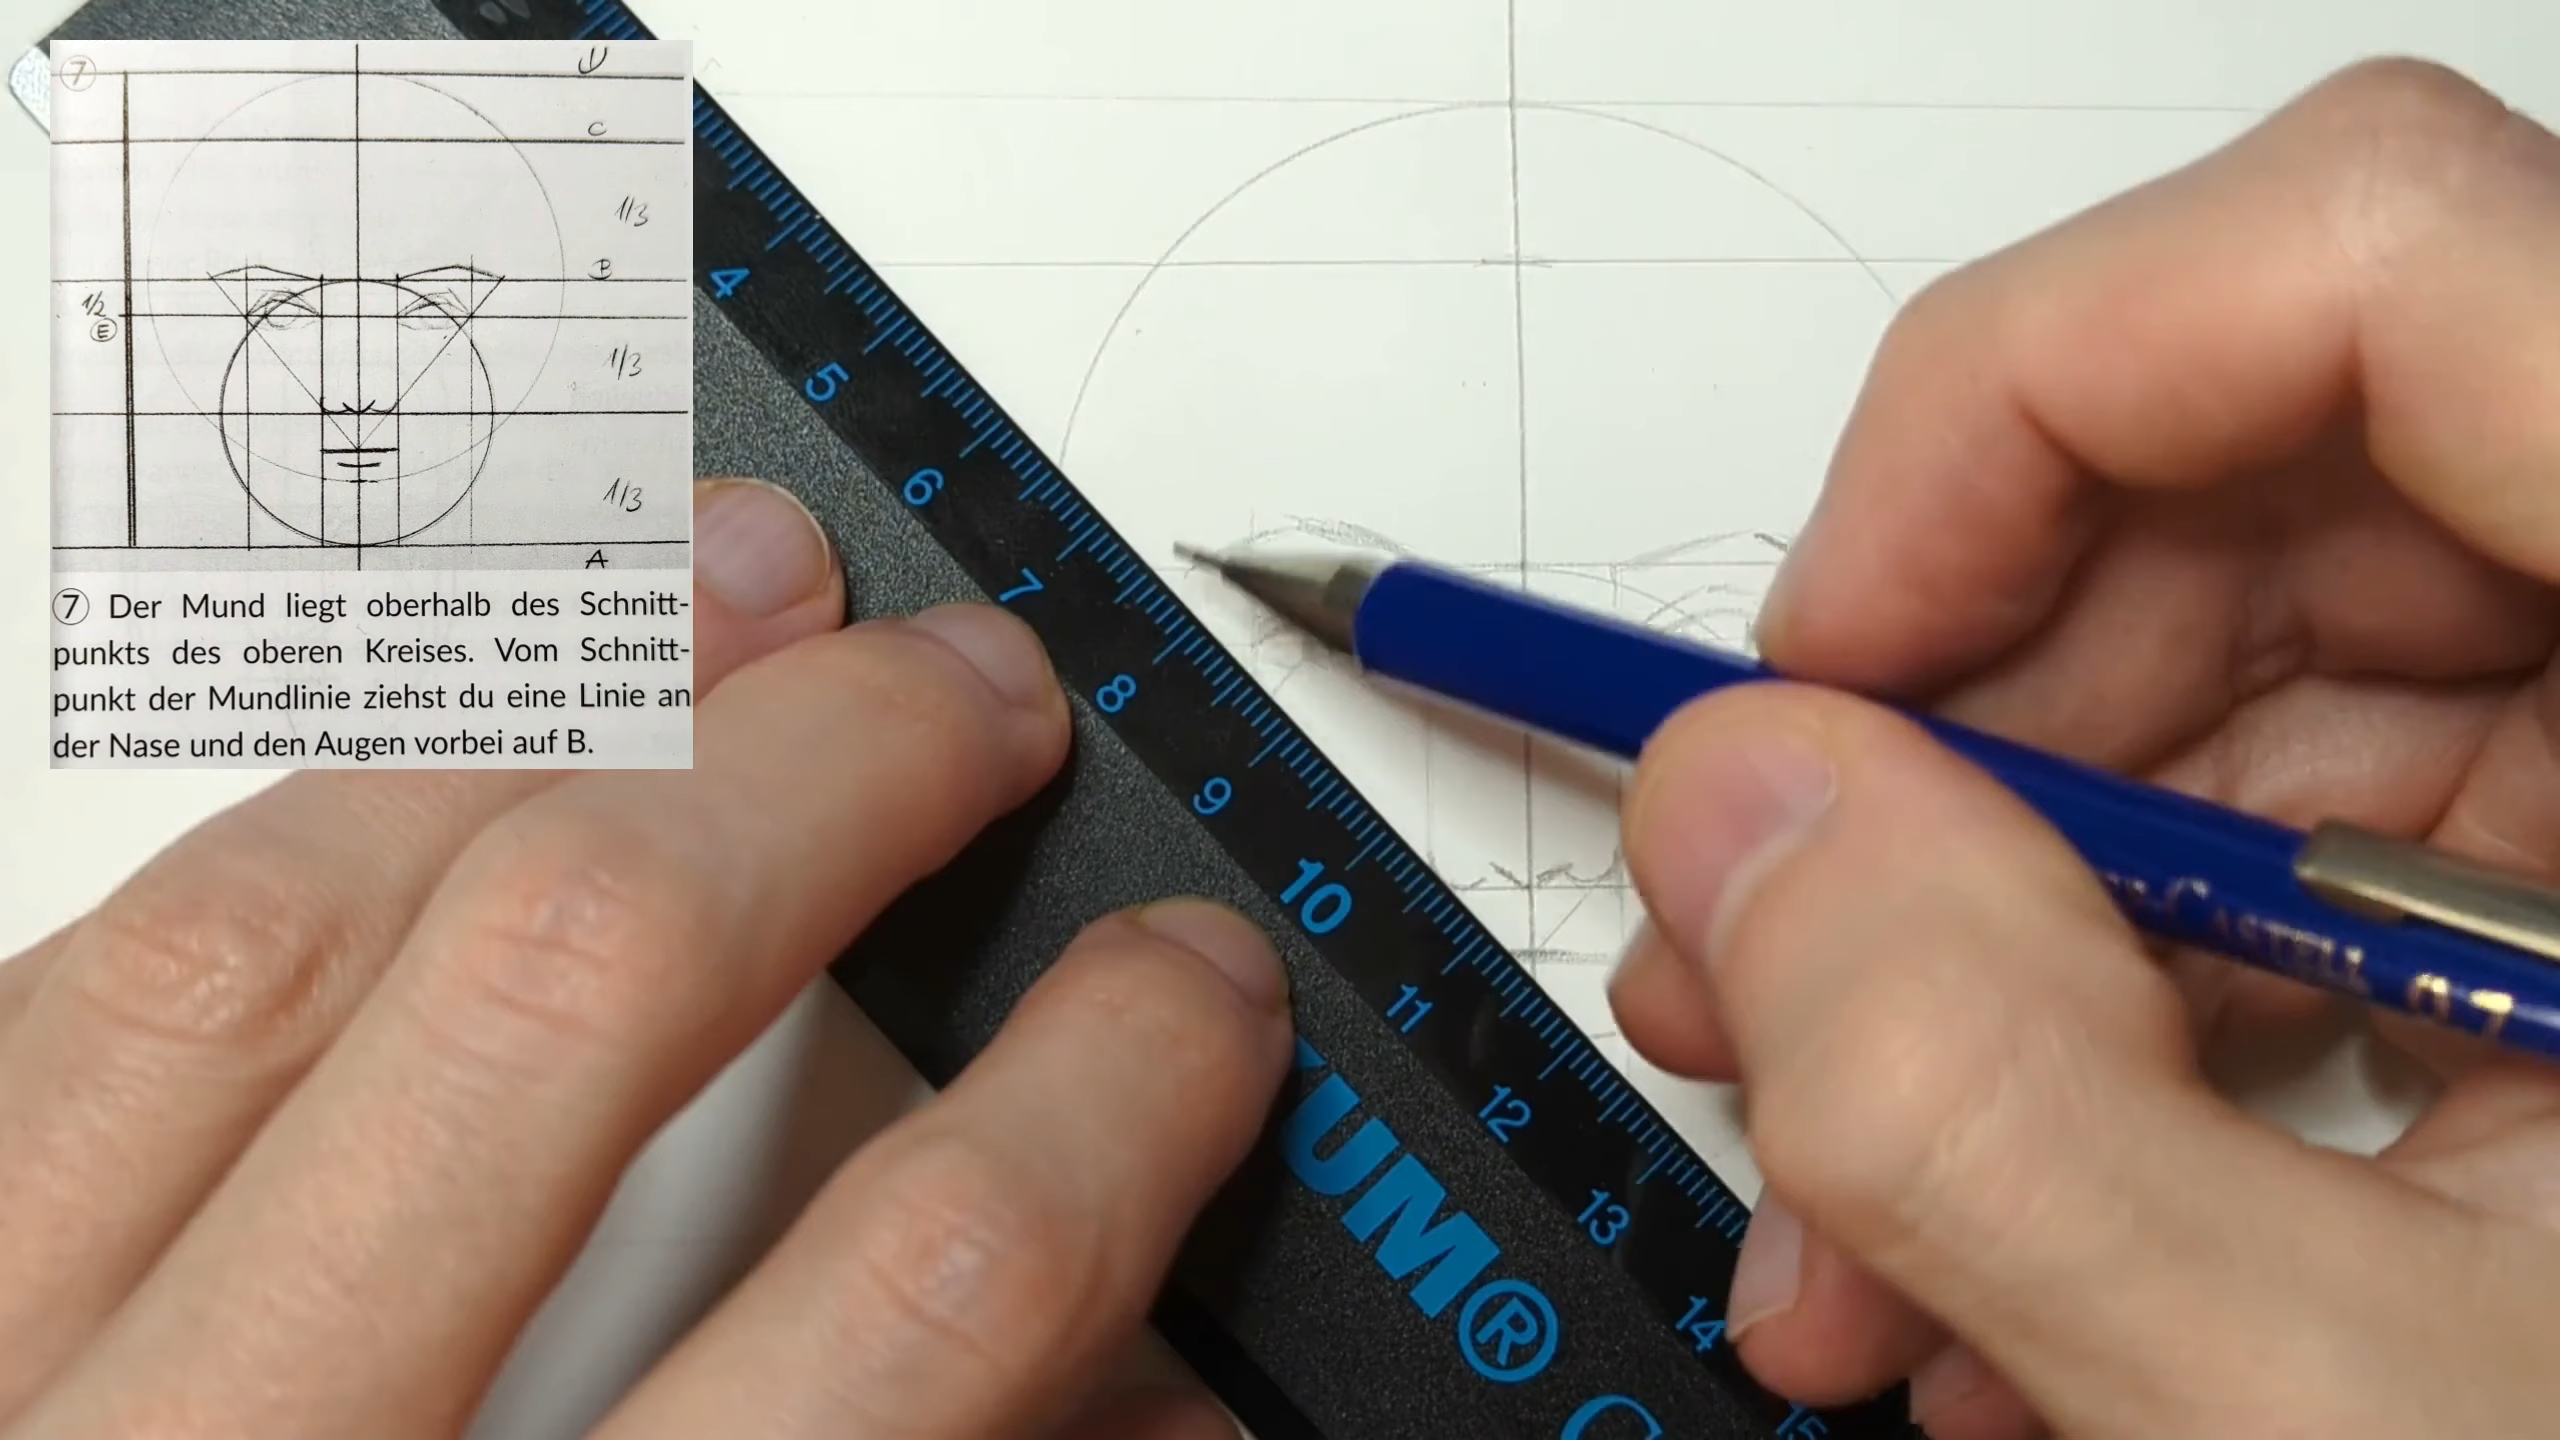 7
D
C
1/3
B
1/2
E
1/3
1/3
A
7 Der Mund liegt oberhalb des Schnitt-
punkts des oberen Kreises. Vom Schnitt-
punkt der Mundlinie ziehst du eine Linie an
der Nase und den Augen vorbei auf B.
4
5
6
7
8
9
10
11
12
13
14
15
UM®
CASTELL